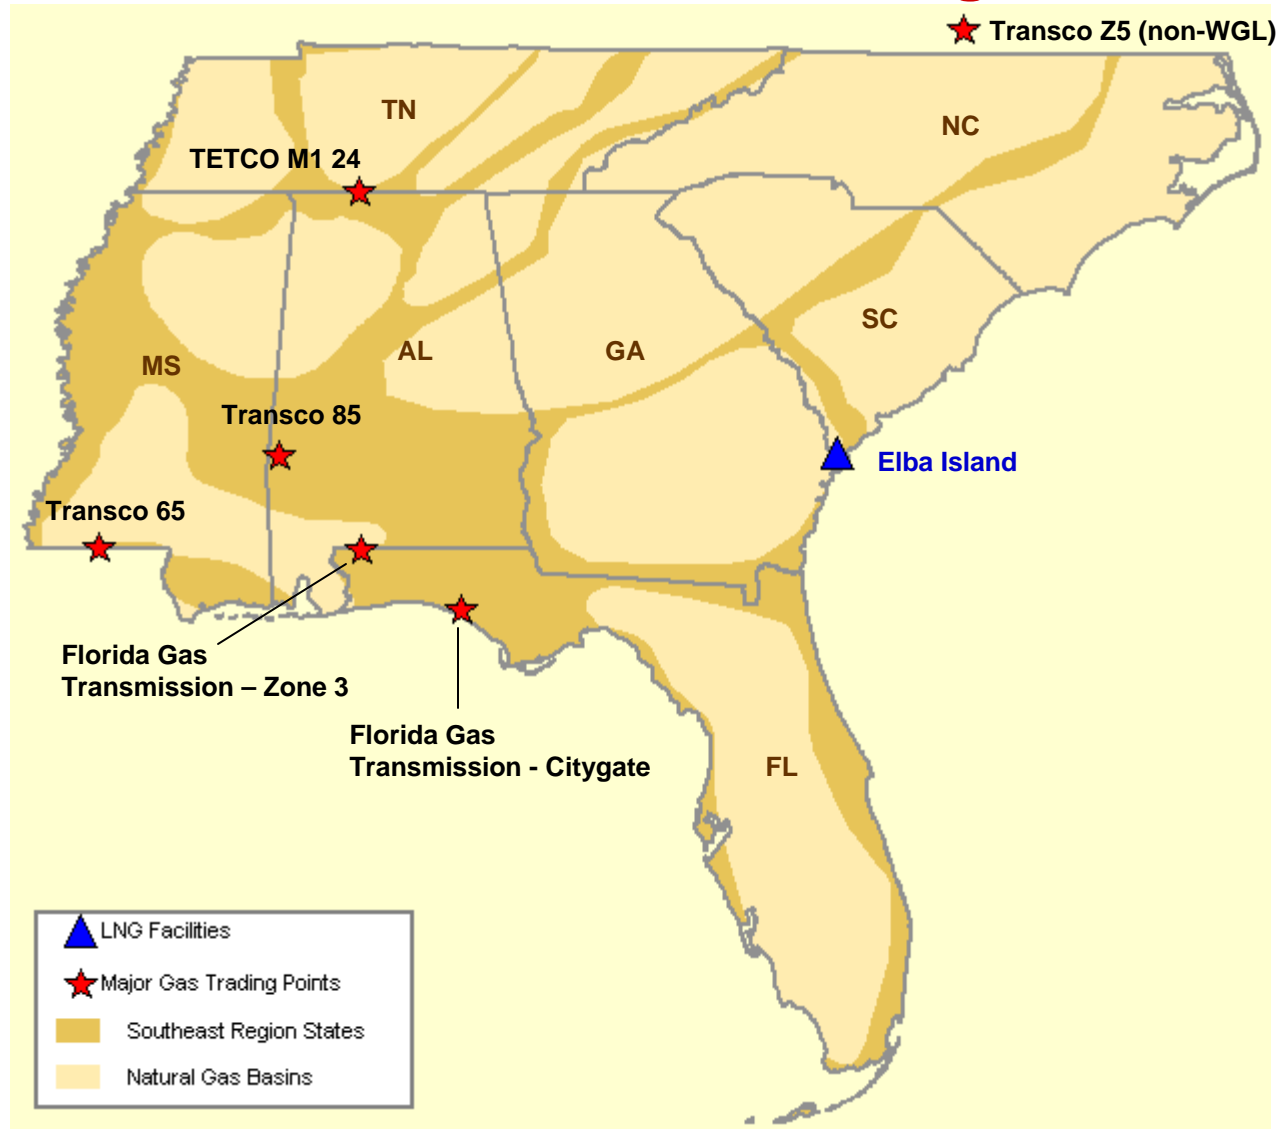 Transco Z5 (non-WGL)
TN
NC
TETCO M1 24
SC
MS
AL
GA
Transco 85
Elba Island
Transco 65
Florida Gas
Transmission – Zone 3
Florida Gas
Transmission - Citygate
FL
LNG Facilities
Major Gas Trading Points
Southeast Region States
Natural Gas Basins